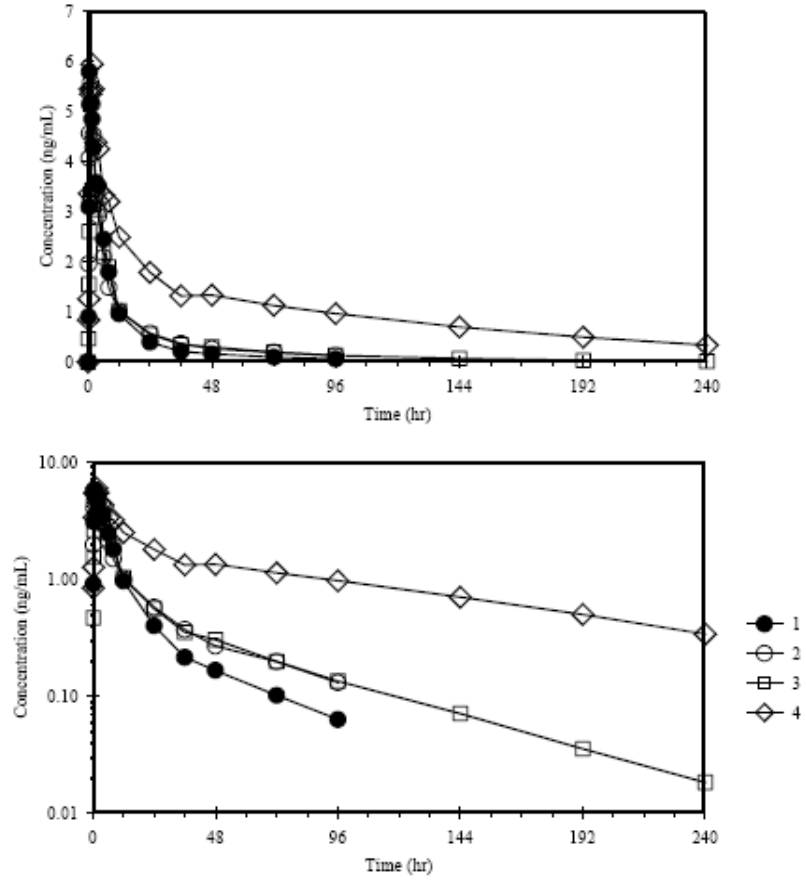 7
6
5
4
3
2
1
0
Concentration (ng/mL)
0 48 96 144 192 240
Time (hr)
10.00
1.00
0.10
0.01
Concentration (ng/mL)
0 48 96 144 192 240
Time (hr)
1
2
3
4